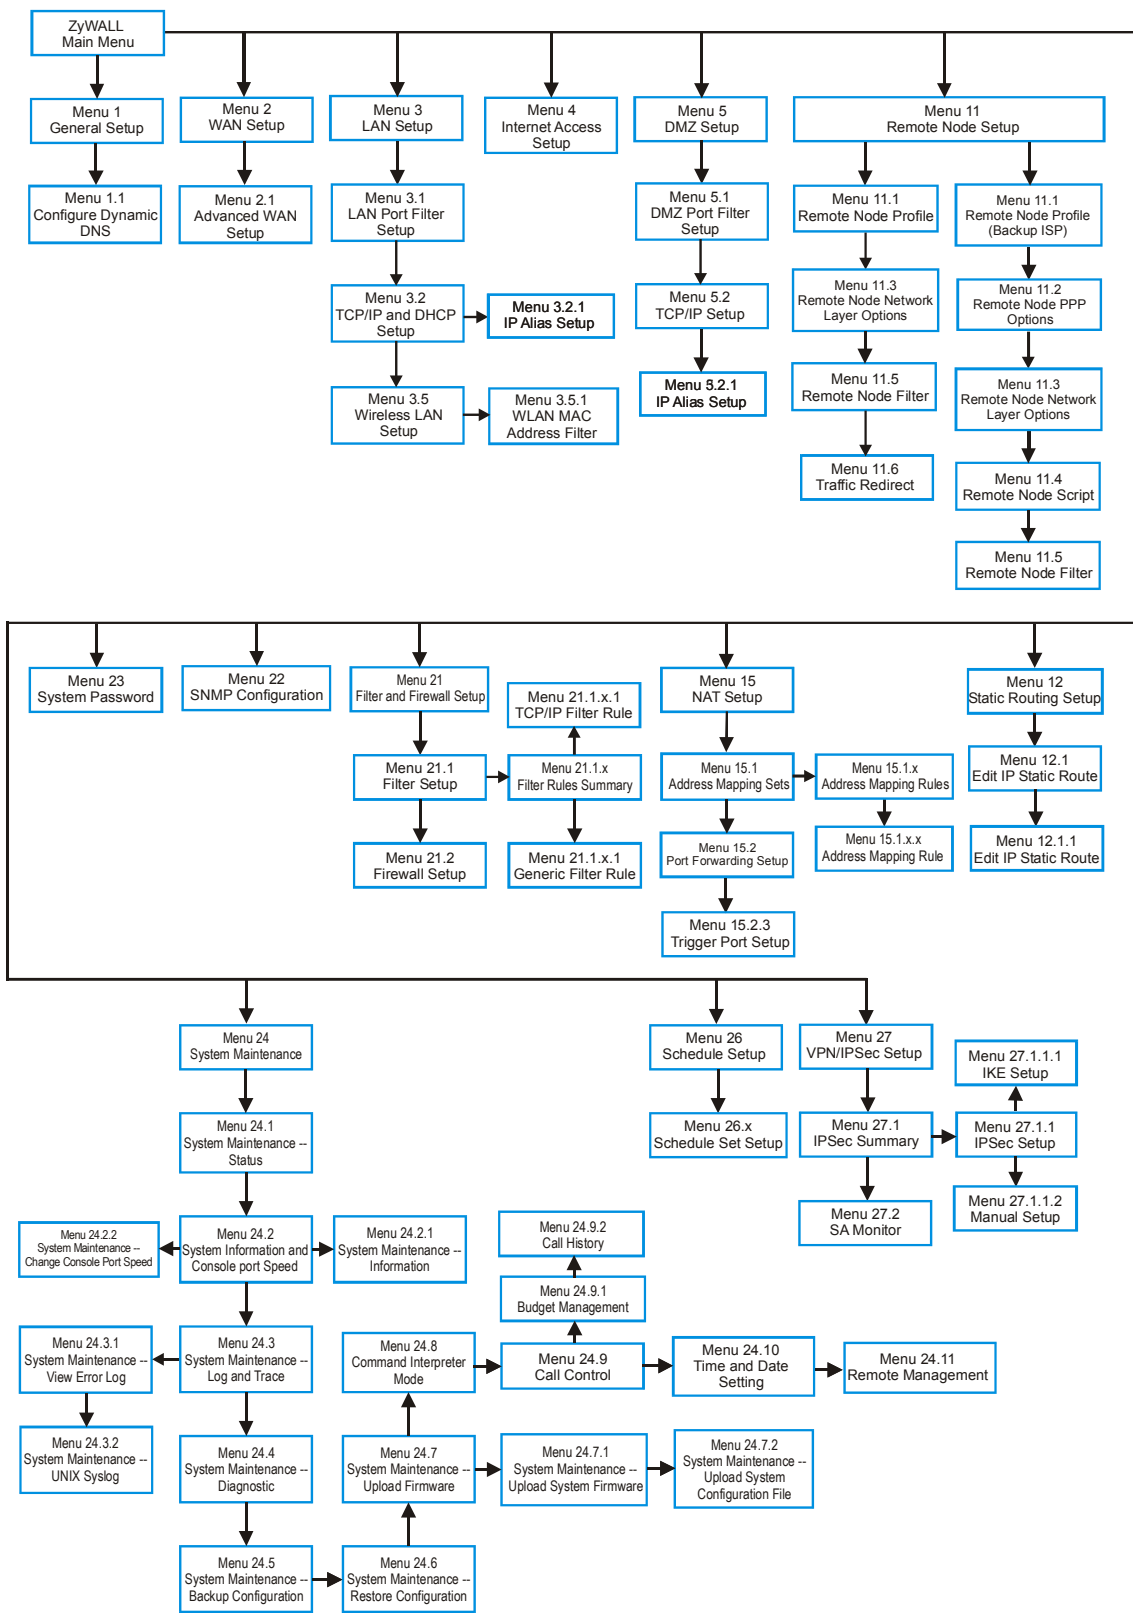 ZyWALL
Main Menu
Menu 1
General Setup
Menu 2
WAN Setup
Menu 3
LAN Setup
Menu 4
Internet Access
Setup
Menu 5
DMZ Setup
Menu 11
Remote Node Setup
Menu 1.1
Configure Dynamic
DNS
Menu 2.1
Advanced WAN
Setup
Menu 3.1
LAN Port Filter
Setup
Menu 5.1
DMZ Port Filter
Setup
Menu 11.1
Remote Node Profile
Menu 11.1
Remote Node Profile
(Backup ISP)
Menu 3.2
TCP/IP and DHCP
Setup
Menu 3.2.1
IP Alias Setup
Menu 5.2
TCP/IP Setup
Menu 11.3
Remote Node Network
Layer Options
Menu 11.2
Remote Node PPP
Options
Menu 3.5
Wireless LAN
Setup
Menu 3.5.1
WLAN MAC
Address Filter
Menu 5.2.1
IP Alias Setup
Menu 11.5
Remote Node Filter
Menu 11.3
Remote Node Network
Layer Options
Menu 11.6
Traffic Redirect
Menu 11.4
Remote Node Script
Menu 11.5
Remote Node Filter
Menu 23
System Password
Menu 22
SNMP Configuration
Menu 21
Filter and Firewall Setup
Menu 21.1.x.1
TCP/IP Filter Rule
Menu 15
NAT Setup
Menu 12
Static Routing Setup
Menu 21.1
Filter Setup
Menu 21.1.x
Filter Rules Summary
Menu 15.1
Address Mapping Sets
Menu 15.1.x
Address Mapping Rules
Menu 12.1
Edit IP Static Route
Menu 21.2
Firewall Setup
Menu 21.1.x.1
Generic Filter Rule
Menu 15.2
Port Forwarding Setup
Menu 15.1.x.x
Address Mapping Rule
Menu 12.1.1
Edit IP Static Route
Menu 15.2.3
Trigger Port Setup
Menu 24
System Maintenance
Menu 26
Schedule Setup
Menu 27
VPN/IPSec Setup
Menu 27.1.1.1
IKE Setup
Menu 24.1
System Maintenance --
Status
Menu 26.x
Schedule Set Setup
Menu 27.1
IPSec Summary
Menu 27.1.1
IPSec Setup
Menu 27.2
SA Monitor
Menu 27.1.1.2
Manual Setup
Menu 24.2.2
System Maintenance --
Change Console Port Speed
Menu 24.2
System Information and
Console port Speed
Menu 24.2.1
System Maintenance --
Information
Menu 24.9.2
Call History
Menu 24.9.1
Budget Management
Menu 24.3.1
System Maintenance --
View Error Log
Menu 24.3
System Maintenance --
Log and Trace
Menu 24.8
Command Interpreter
Mode
Menu 24.9
Call Control
Menu 24.10
Time and Date
Setting
Menu 24.11
Remote Management
Menu 24.3.2
System Maintenance --
UNIX Syslog
Menu 24.4
System Maintenance --
Diagnostic
Menu 24.7
System Maintenance --
Upload Firmware
Menu 24.7.1
System Maintenance --
Upload System Firmware
Menu 24.7.2
System Maintenance --
Upload System
Configuration File
Menu 24.5
System Maintenance --
Backup Configuration
Menu 24.6
System Maintenance --
Restore Configuration